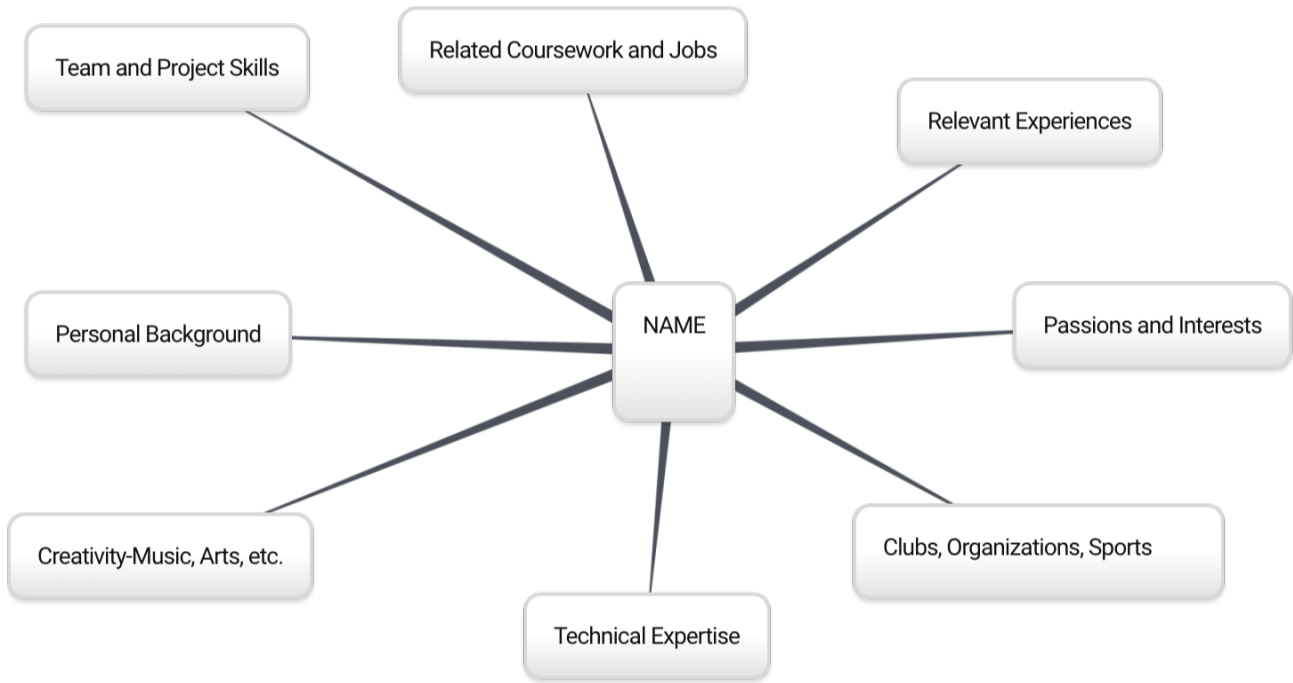 Related Coursework and Jobs
Team and Project Skills
Relevant Experiences
NAME
Passions and Interests
Personal Background
Clubs, Organizations, Sports
Creativity-Music, Arts, etc.
Technical Expertise